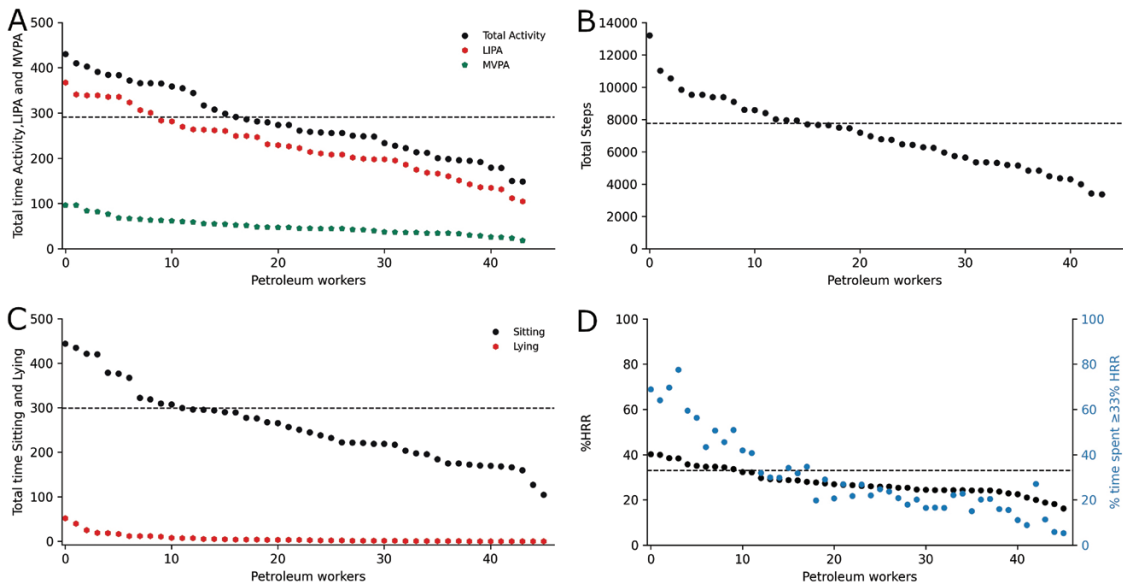 A
Total time Activity,LIPA and MVPA
500
400
300
200
100
0
0
10
20
30
40
Petroleum workers
Total Activity
LIPA
MVPA
B
Total Steps
14000
12000
10000
8000
6000
4000
2000
0
0
10
20
30
40
Petroleum workers
C
Total time Sitting and Lying
500
400
300
200
100
0
0
10
20
30
40
Petroleum workers
Sitting
Lying
D
%HRR
100
80
60
40
20
0
0
10
20
30
40
Petroleum workers
100
80
60
40
20
0
% time spent ≥33% HRR